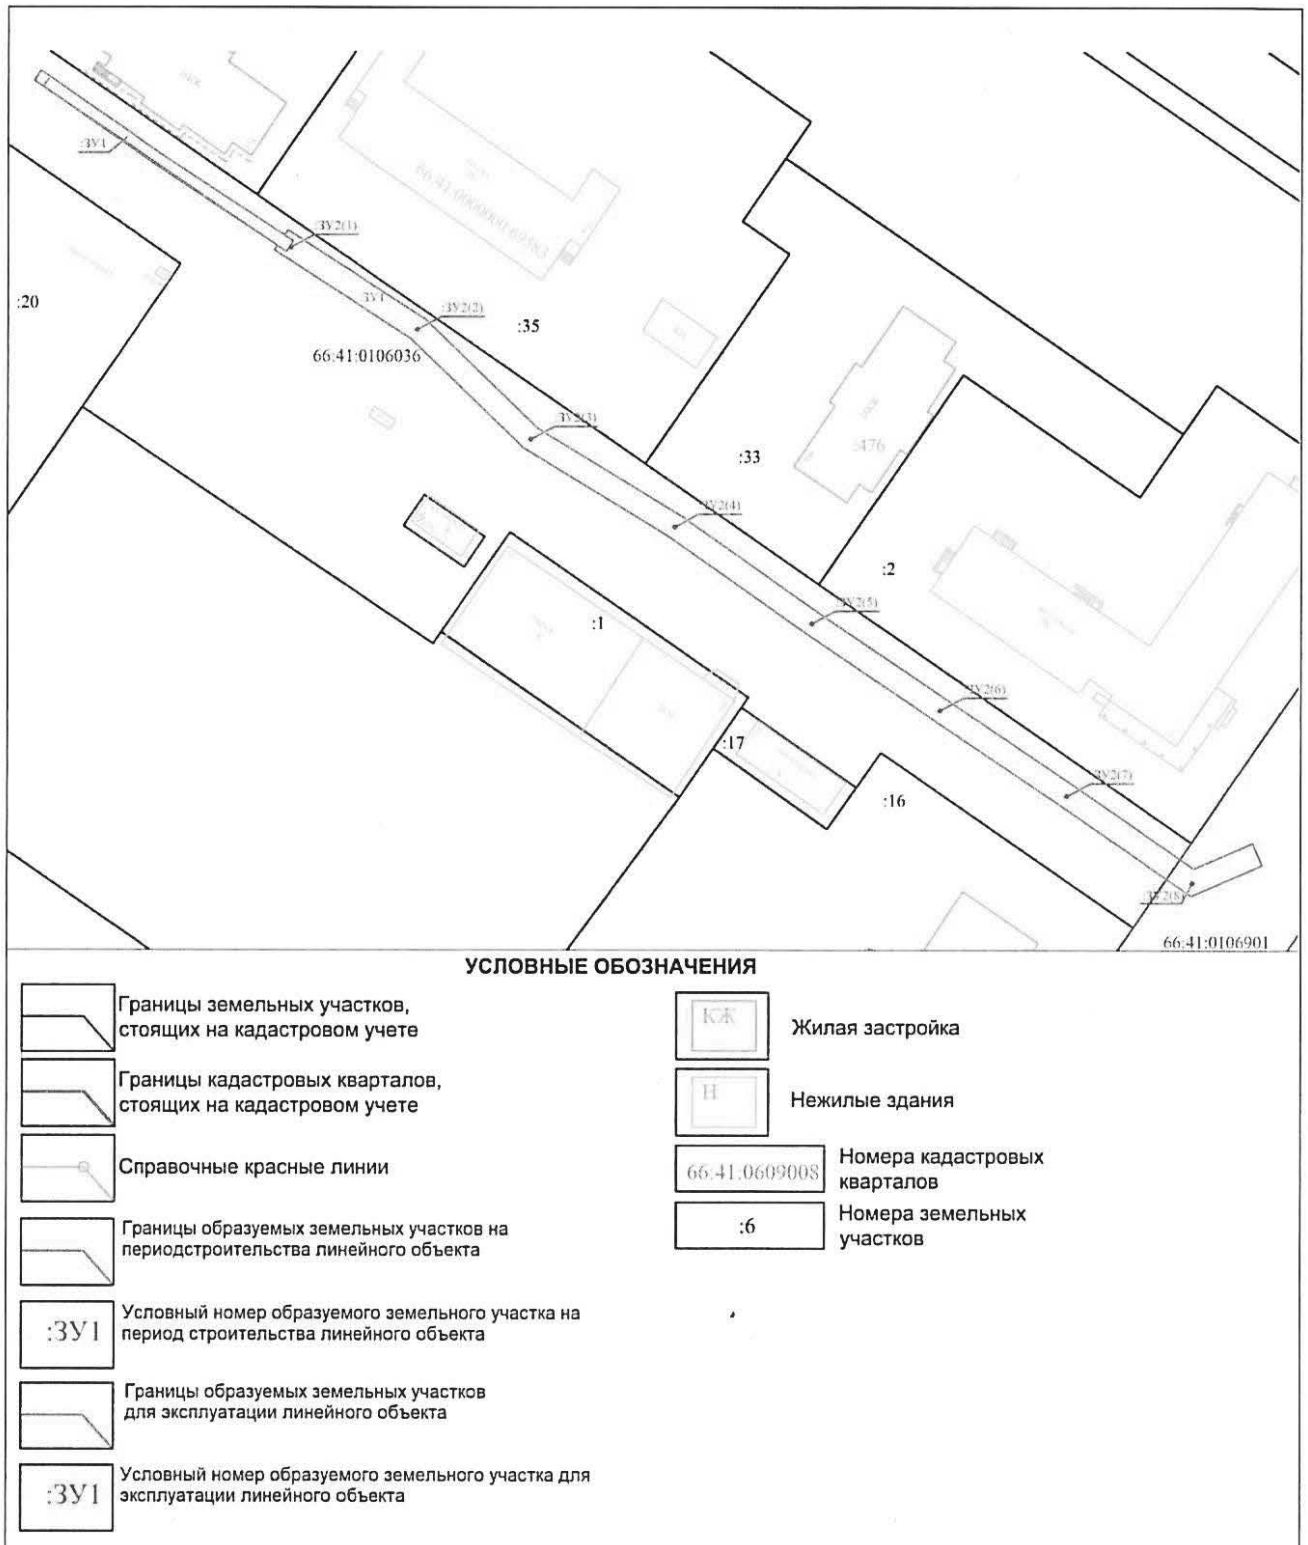 :ЗУ1
:ЗУ2(1)
66:41:0000000:69583
:20
ЗУ1
:ЗУ2(2)
:35
66:41:0106036
:ЗУ2(3)
:476
:33
:ЗУ2(4)
:2
:ЗУ2(5)
:1
:ЗУ2(6)
:17
:ЗУ2(7)
:16
:ЗУ2(8)
66:41:0106901
УСЛОВНЫЕ ОБОЗНАЧЕНИЯ
Границы земельных участков,
стоящих на кадастровом учете
Границы кадастровых кварталов,
стоящих на кадастровом учете
Справочные красные линии
Границы образуемых земельных участков на
периодстроительства линейного объекта
:ЗУ1
Условный номер образуемого земельного участка на
период строительства линейного объекта
Границы образуемых земельных участков
для эксплуатации линейного объекта
:ЗУ1
Условный номер образуемого земельного участка для
эксплуатации линейного объекта
КЖ
Жилая застройка
Н
Нежилые здания
66:41:0609008
Номера кадастровых
кварталов
:6
Номера земельных
участков